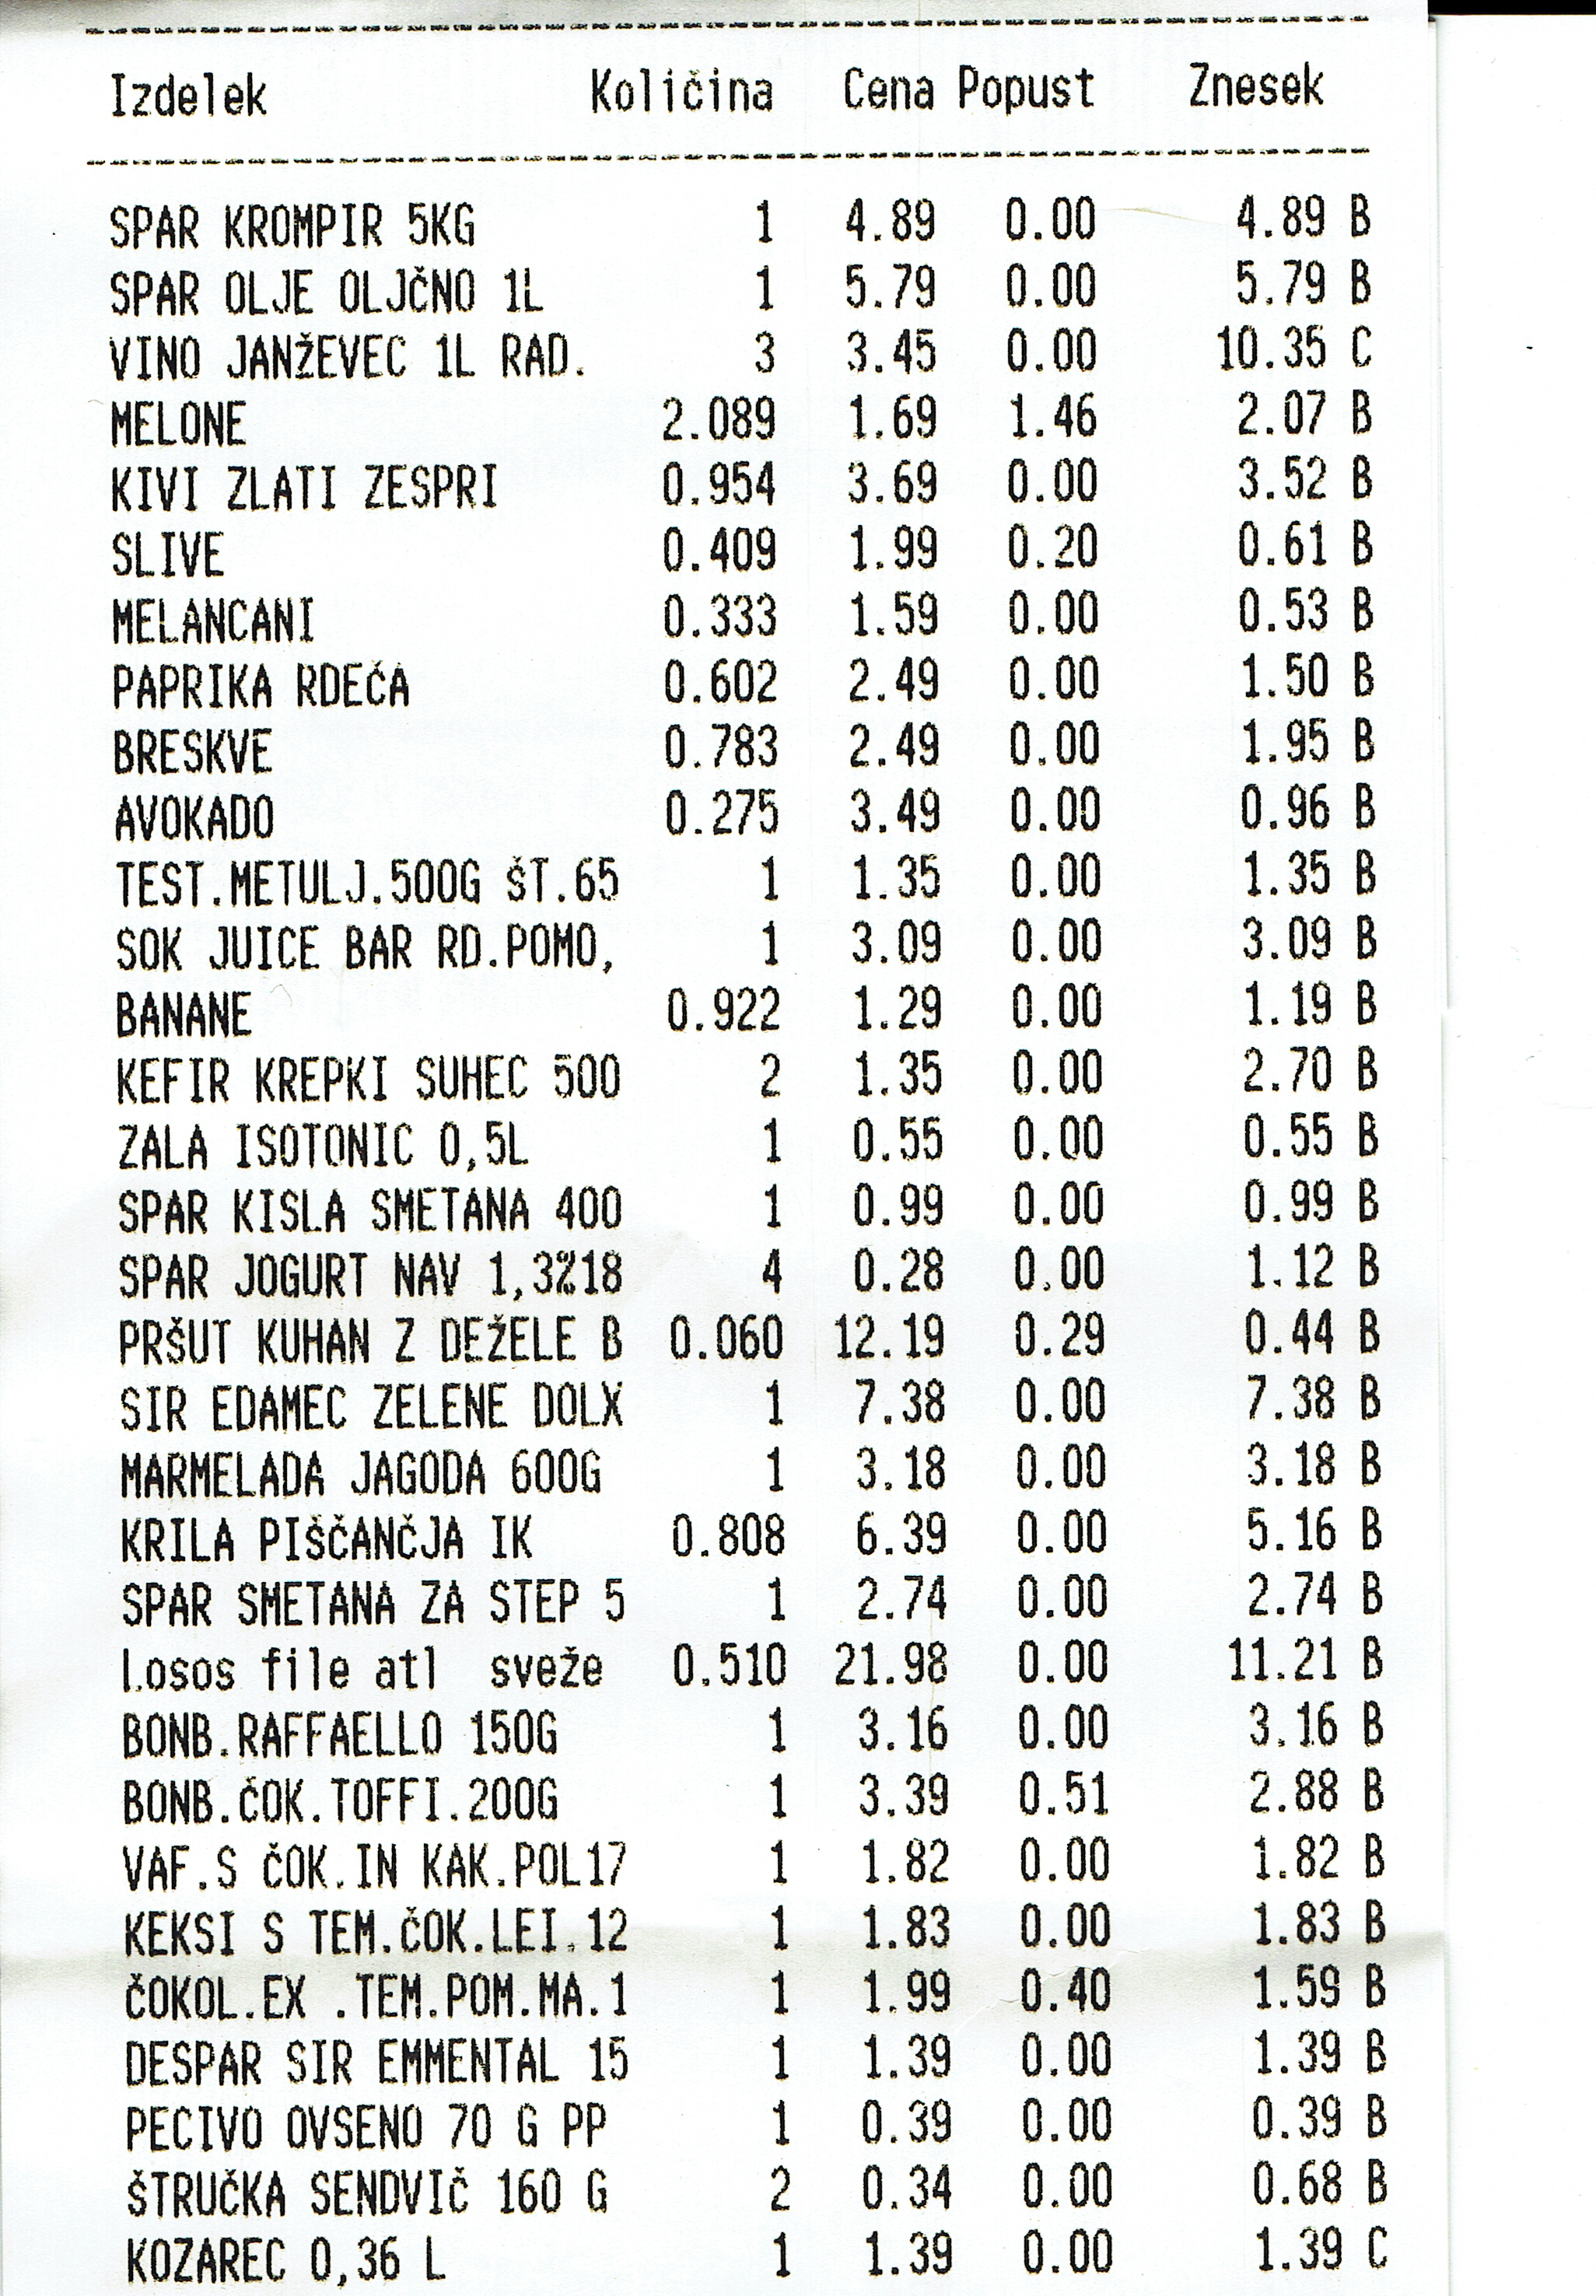 Izdelek Količina Cena Popust Znesek
SPAR KROMPIR 5KG 1 4.89 0.00 4.89 B
SPAR OLJE OLJČNO 1L 1 5.79 0.00 5.79 B
VINO JANŽEVEC 1L RAD. 3 3.45 0.00 10.35 C
MELONE 2.089 1.69 1.46 2.07 B
KIVI ZLATI ZESPRI 0.954 3.69 0.00 3.52 B
SLIVE 0.409 1.99 0.20 0.61 B
MELANCANI 0.333 1.59 0.00 0.53 B
PAPRIKA RDEČA 0.602 2.49 0.00 1.50 B
BRESKVE 0.783 2.49 0.00 1.95 B
AVOKADO 0.275 3.49 0.00 0.96 B
TEST.METULJ.500G ŠT.65 1 1.35 0.00 1.35 B
SOK JUICE BAR RD.POMO, 1 3.09 0.00 3.09 B
BANANE 0.922 1.29 0.00 1.19 B
KEFIR KREPKI SUHEC 500 2 1.35 0.00 2.70 B
ZALA ISOTONIC 0,5L 1 0.55 0.00 0.55 B
SPAR KISLA SMETANA 400 1 0.99 0.00 0.99 B
SPAR JOGURT NAV 1,3%18 4 0.28 0.00 1.12 B
PRŠUT KUHAN Z DEŽELE B 0.060 12.19 0.29 0.44 B
SIR EDAMEC ZELENE DOLX 1 7.38 0.00 7.38 B
MARMELADA JAGODA 600G 1 3.18 0.00 3.18 B
KRILA PIŠČANČJA IK 0.808 6.39 0.00 5.16 B
SPAR SMETANA ZA STEP 5 1 2.74 0.00 2.74 B
Losos file atl sveže 0.510 21.98 0.00 11.21 B
BONB.RAFFAELLO 150G 1 3.16 0.00 3.16 B
BONB.ČOK.TOFFI.200G 1 3.39 0.51 2.88 B
VAF.S ČOK.IN KAK.POL17 1 1.82 0.00 1.82 B
KEKSI S TEM.ČOK.LEI.12 1 1.83 0.00 1.83 B
ČOKOL.EX .TEM.POM.MA.1 1 1.99 0.40 1.59 B
DESPAR SIR EMMENTAL 15 1 1.39 0.00 1.39 B
PECIVO OVSENO 70 G PP 1 0.39 0.00 0.39 B
ŠTRUČKA SENDVIČ 160 G 2 0.34 0.00 0.68 B
KOZAREC 0,36 L 1 1.39 0.00 1.39 C